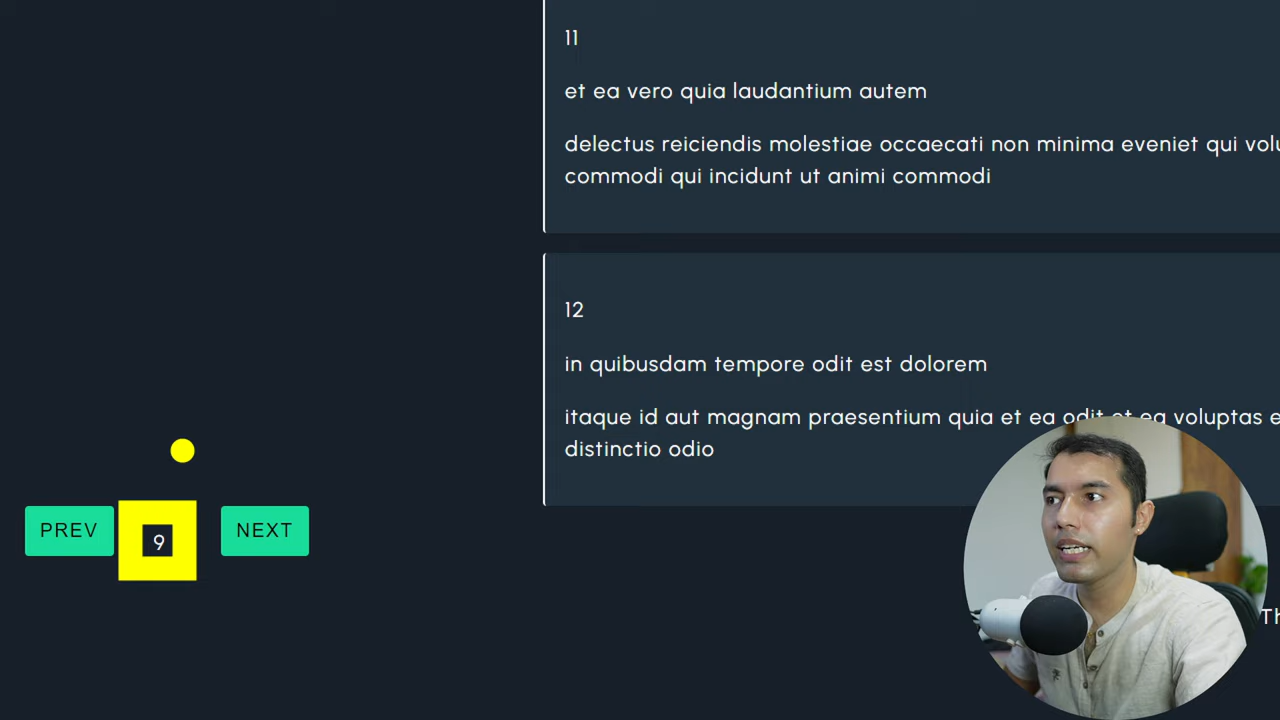 11
et ea vero quia laudantium autem
delectus reiciendis molestiae occaecati non minima eveniet qui
commodi qui incidunt ut animi commodi
12
in quibusdam tempore odit est dolorem
itaque id aut magnam praesentium quia et ea odit et ea voluptas
distinctio odio
PREV 9 NEXT